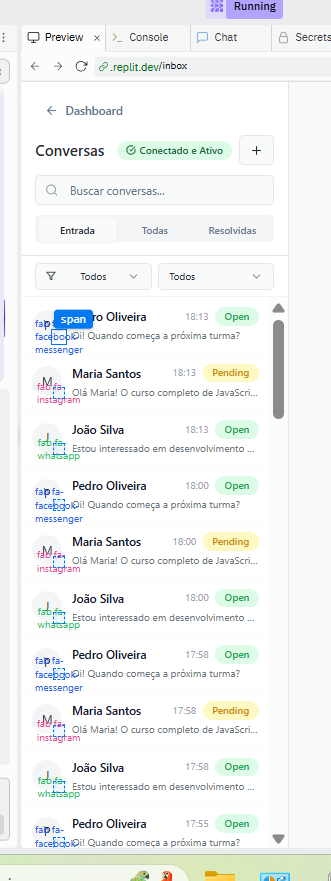 Running
Preview
Console
Chat
Secrets
.replit.dev/inbox
Dashboard
Conversas
Conectado e Ativo
Buscar conversas...
Entrada
Todas
Resolvidas
Todos
Todos
span
dro Oliveira
18:13
Open
fab
facebook-
messenger
Oi! Quando começa a próxima turma?
M
Maria Santos
18:13
Pending
fab fa-
instagram
Olá Maria! O curso completo de JavaScri...
J
João Silva
18:13
Open
fab fa-
whatsapp
Estou interessado em desenvolvimento ...
P
Pedro Oliveira
18:00
Open
fab fa-
facebook-
messenger
Oi! Quando começa a próxima turma?
M
Maria Santos
18:00
Pending
fab fa-
instagram
Olá Maria! O curso completo de JavaScri...
J
João Silva
18:00
Open
fab fa-
whatsapp
Estou interessado em desenvolvimento ...
P
Pedro Oliveira
17:58
Open
fab fa-
facebook-
messenger
Oi! Quando começa a próxima turma?
M
Maria Santos
17:58
Pending
fab fa-
instagram
Olá Maria! O curso completo de JavaScri...
J
João Silva
17:58
Open
fab fa-
whatsapp
Estou interessado em desenvolvimento ...
P
Pedro Oliveira
17:55
Open
fab fa-
facebook-
Oi! Quando começa a próxima turma?